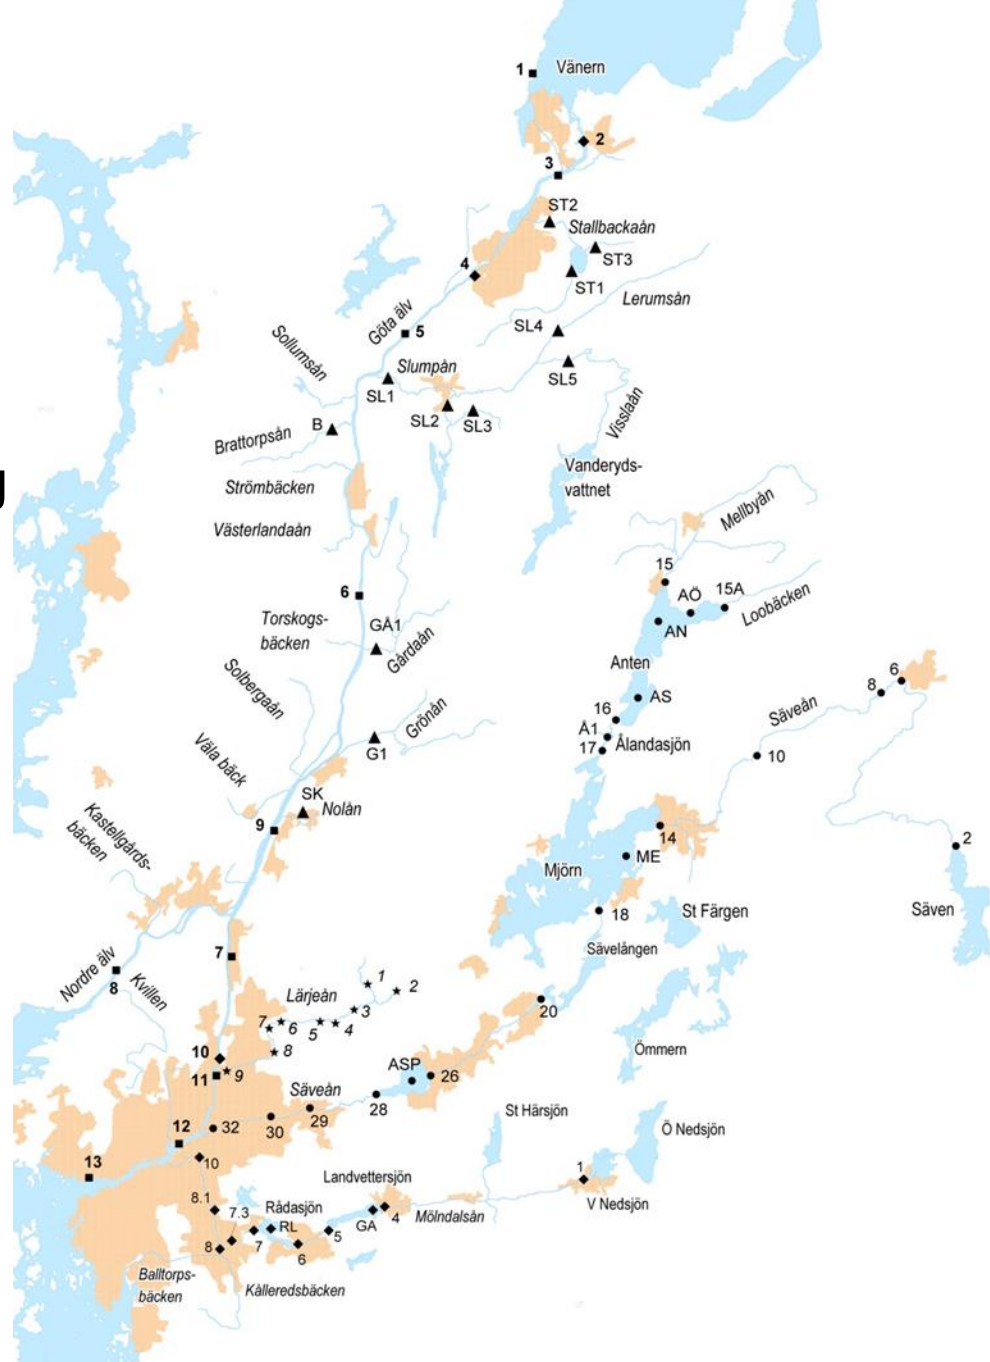 1
Vänern
2
3
ST2
Stallbackaån
ST3
4
ST1
Lerumsån
Göta älv
5
SL4
Sollumsån
Slumpån
SL5
SL1
SL2
SL3
B
Brattorpsån
Visslaån
Vanderyds-
vattnet
Strömbäcken
Västerlandaån
Mellbyån
15
15A
AÖ
Loobäcken
6
AN
Torskogs-
bäcken
GÅ1
Gårdaån
Anten
Solbergaån
6
8
AS
Säveån
16
Grönån
Å1
Ålandasjön
17
G1
10
Väla bäck
SK
Nolån
9
Kastellgårds-
bäcken
14
2
ME
Mjörn
18
St Färgen
Säven
Sävelången
7
Nordre älv
8
Kvillen
Lärjeån
1
2
3
4
5
6
7
8
20
10
11
9
Ömmern
ASP
26
Säveån
28
29
30
St Härsjön
Ö Nedsjön
12
32
10
13
Landvettersjön
1
V Nedsjön
8.1
7.3
Rådasjön
RL
GA
4
Mölndalsån
5
7
6
8
Balltorps-
bäcken
Kålleredsbäcken